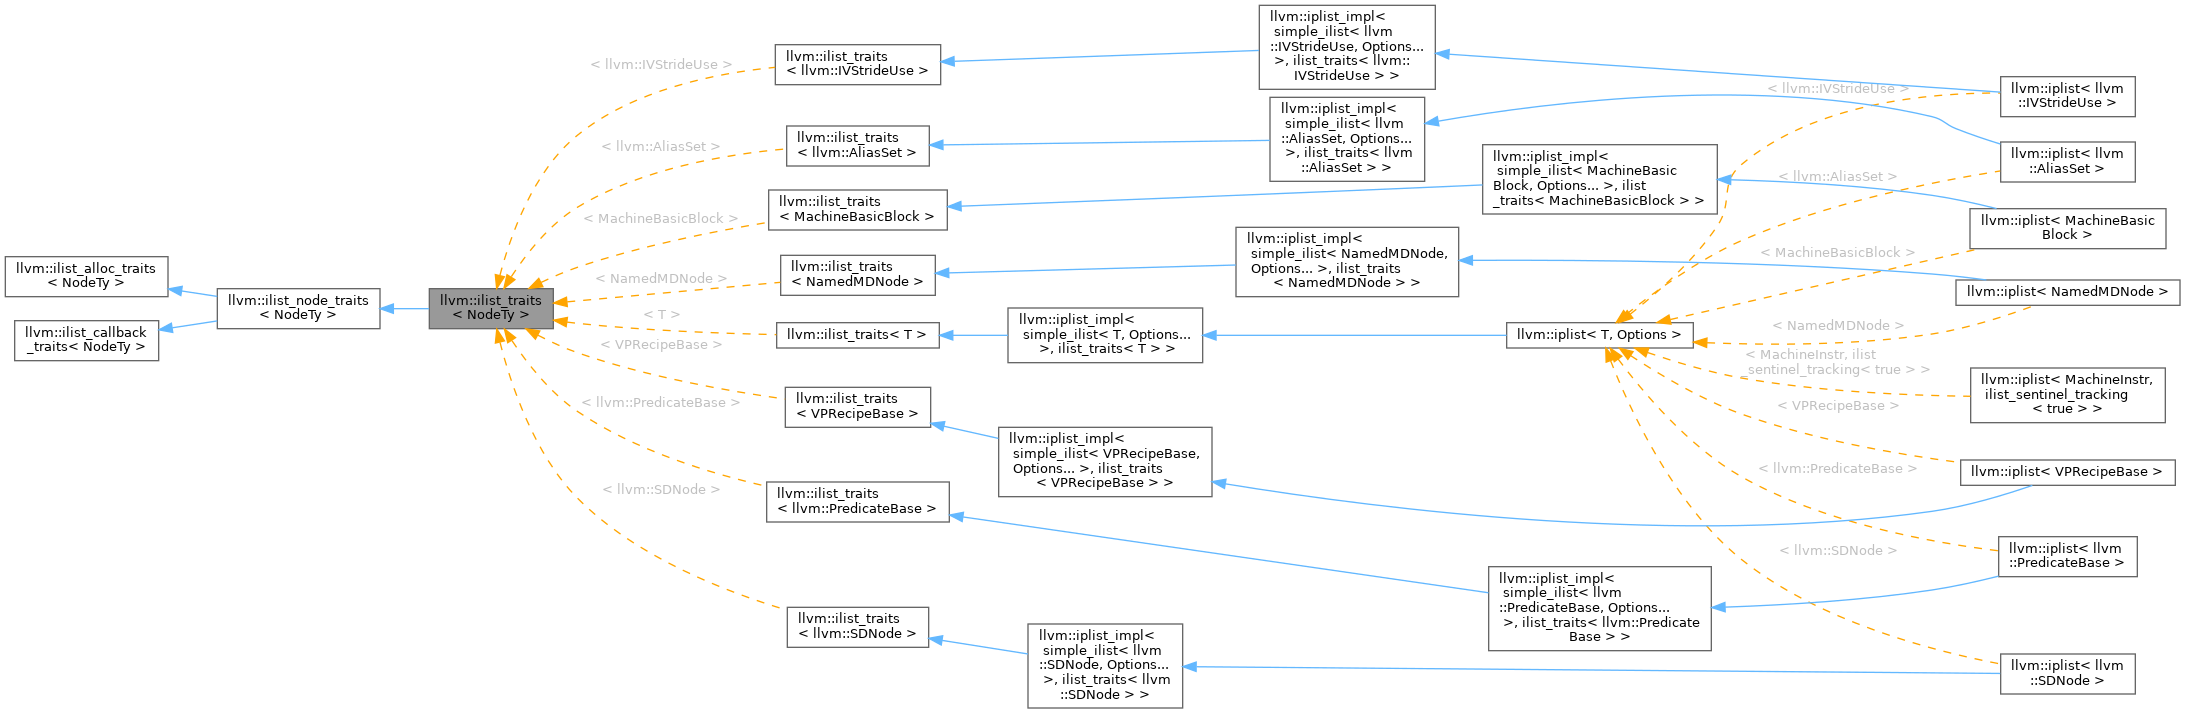 llvm::ilist_alloc_traits
< NodeTy >
llvm::ilist_callback
_traits< NodeTy >
llvm::ilist_node_traits
< NodeTy >
llvm::ilist_traits
< NodeTy >
< llvm::IVStrideUse >
< llvm::AliasSet >
< MachineBasicBlock >
< NamedMDNode >
< T >
< VPRecipeBase >
< llvm::PredicateBase >
< llvm::SDNode >
llvm::ilist_traits
< llvm::IVStrideUse >
llvm::ilist_traits
< llvm::AliasSet >
llvm::ilist_traits
< MachineBasicBlock >
llvm::ilist_traits
< NamedMDNode >
llvm::ilist_traits< T >
llvm::ilist_traits
< VPRecipeBase >
llvm::ilist_traits
< llvm::PredicateBase >
llvm::ilist_traits
< llvm::SDNode >
llvm::iplist_impl<
simple_ilist< llvm
::IVStrideUse, Options...
>, ilist_traits< llvm::
IVStrideUse > >
llvm::iplist_impl<
simple_ilist< llvm
::AliasSet, Options...
>, ilist_traits< llvm
::AliasSet > >
llvm::iplist_impl<
simple_ilist< MachineBasic
Block, Options... >, ilist
_traits< MachineBasicBlock > >
llvm::iplist_impl<
simple_ilist< NamedMDNode,
Options... >, ilist_traits
< NamedMDNode > >
llvm::iplist_impl<
simple_ilist< T, Options...
>, ilist_traits< T > >
llvm::iplist_impl<
simple_ilist< VPRecipeBase,
Options... >, ilist_traits
< VPRecipeBase > >
llvm::iplist_impl<
simple_ilist< llvm
::PredicateBase, Options...
>, ilist_traits< llvm::Predicate
Base > >
llvm::iplist_impl<
simple_ilist< llvm
::SDNode, Options...
>, ilist_traits< llvm
::SDNode > >
llvm::iplist< T, Options >
< llvm::IVStrideUse >
< llvm::AliasSet >
< MachineBasicBlock >
< NamedMDNode >
< MachineInstr, ilist
_sentinel_tracking< true > >
< VPRecipeBase >
< llvm::PredicateBase >
< llvm::SDNode >
llvm::iplist< llvm
::IVStrideUse >
llvm::iplist< llvm
::AliasSet >
llvm::iplist< MachineBasic
Block >
llvm::iplist< NamedMDNode >
llvm::iplist< MachineInstr,
ilist_sentinel_tracking
< true > >
llvm::iplist< VPRecipeBase >
llvm::iplist< llvm
::PredicateBase >
llvm::iplist< llvm
::SDNode >